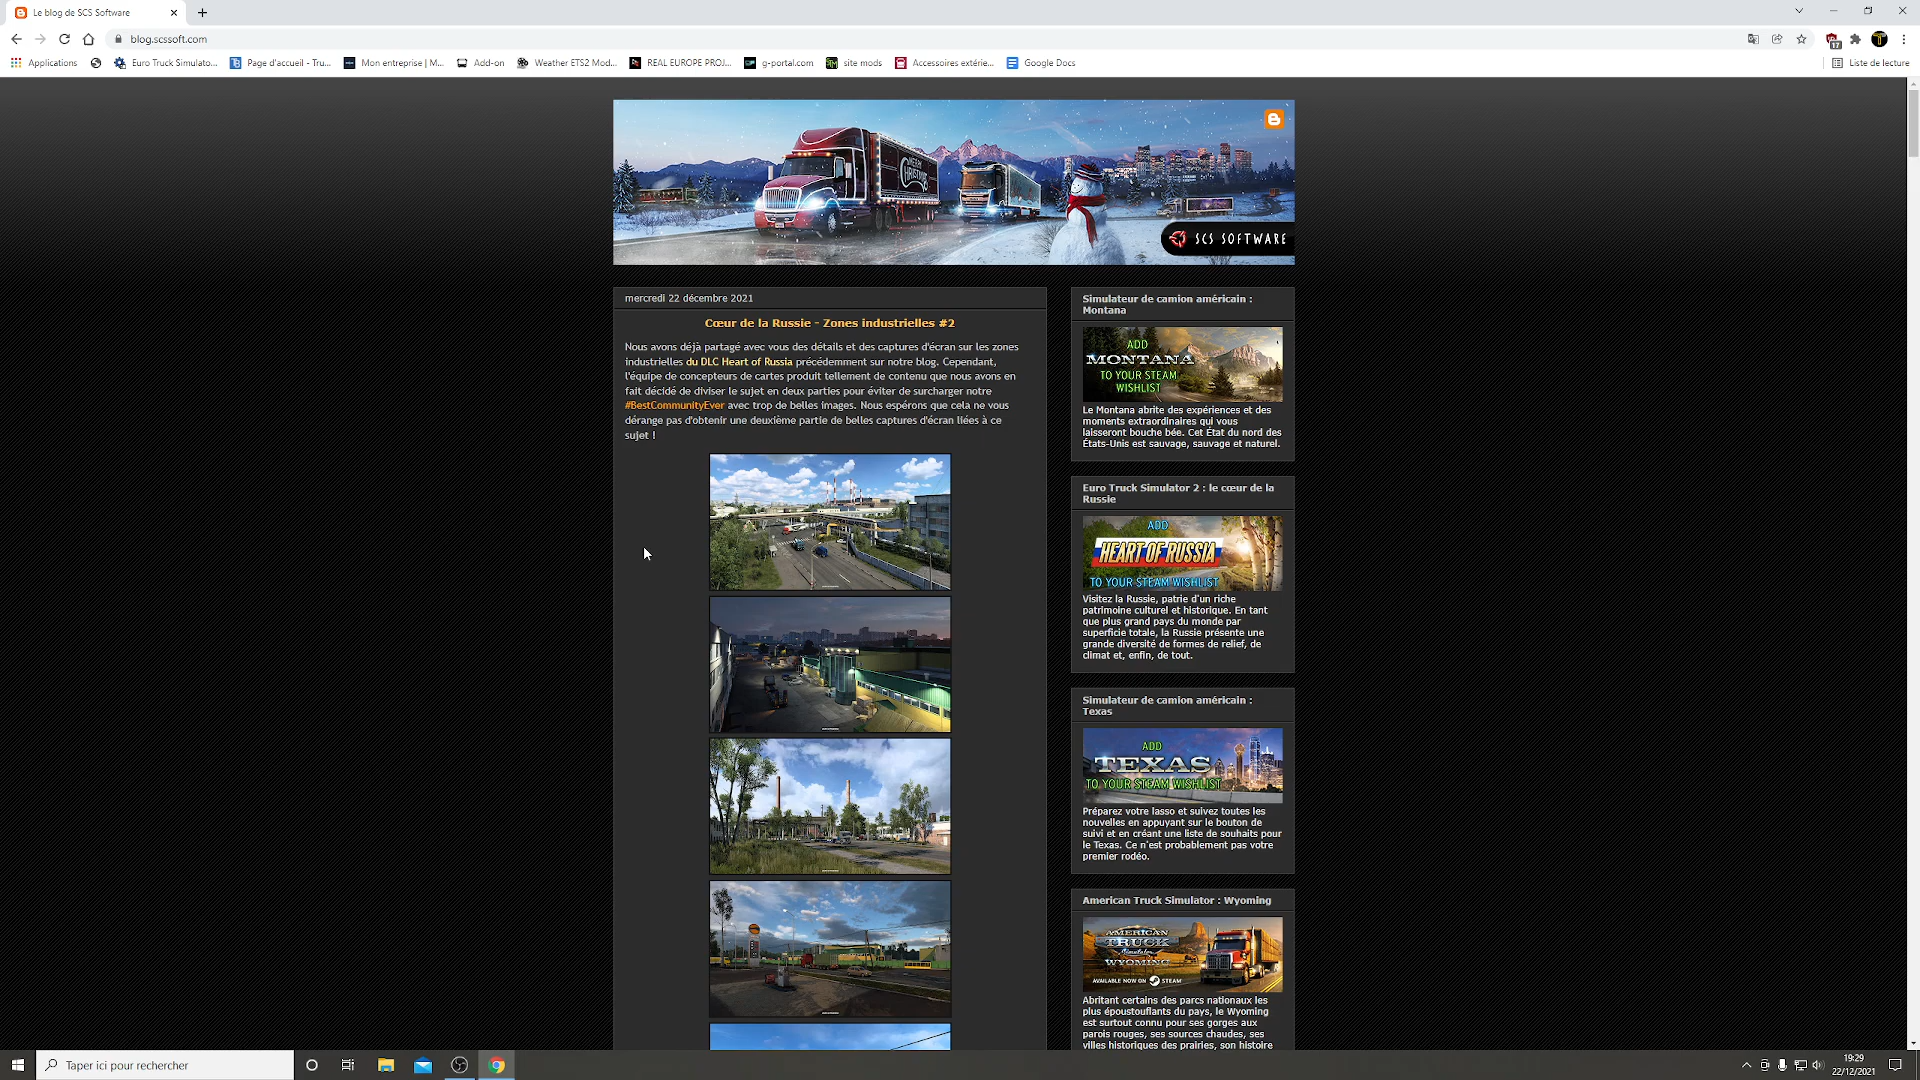 Le blog de SCS Software
blog.scssoft.com
17
Applications
Euro Truck Simulato...
Page d'accueil - Tru...
Mon entreprise | M...
Add-on
Weather ETS2 Mod...
REAL EUROPE PROJ...
g-portal.com
site mods
Accessoires extérie...
Google Docs
Liste de lecture
MERRY CHRISTMAS
SCS SOFTWARE
mercredi 22 décembre 2021
Cœur de la Russie - Zones industrielles #2
Nous avons déjà partagé avec vous des détails et des captures d'écran sur les zones
industrielles du DLC Heart of Russia précédemment sur notre blog. Cependant,
l'équipe de concepteurs de cartes produit tellement de contenu que nous avons en
fait décidé de diviser le sujet en deux parties pour éviter de surcharger notre
#BestCommunityEver avec trop de belles images. Nous espérons que cela ne vous
dérange pas d'obtenir une deuxième partie de belles captures d'écran liées à ce
sujet !
Simulateur de camion américain :
Montana
ADD
MONTANA
TO YOUR STEAM
WISHLIST
Le Montana abrite des expériences et des
moments extraordinaires qui vous
laisseront bouche bée. Cet État du nord des
États-Unis est sauvage, sauvage et naturel.
Euro Truck Simulator 2 : le cœur de la
Russie
ADD
HEART OF RUSSIA
TO YOUR STEAM WISHLIST
Visitez la Russie, patrie d'un riche
patrimoine culturel et historique. En tant
que plus grand pays du monde par
superficie totale, la Russie présente une
grande diversité de formes de relief, de
climat et, enfin, de tout.
Simulateur de camion américain :
Texas
ADD
TEXAS
TO YOUR STEAM WISHLIST
Préparez votre lasso et suivez toutes les
nouvelles en appuyant sur le bouton de
suivi et en créant une liste de souhaits pour
le Texas. Ce n'est probablement pas votre
premier rodéo.
American Truck Simulator : Wyoming
AMERICAN
TRUCK
Simulator
WYOMING
AVAILABLE NOW ON STEAM
Abritant certains des parcs nationaux les
plus époustouflants du pays, le Wyoming
est surtout connu pour ses gorges aux
parois rouges, ses sources chaudes, ses
villes historiques des prairies, son histoire
Taper ici pour rechercher
19:29
22/12/2021